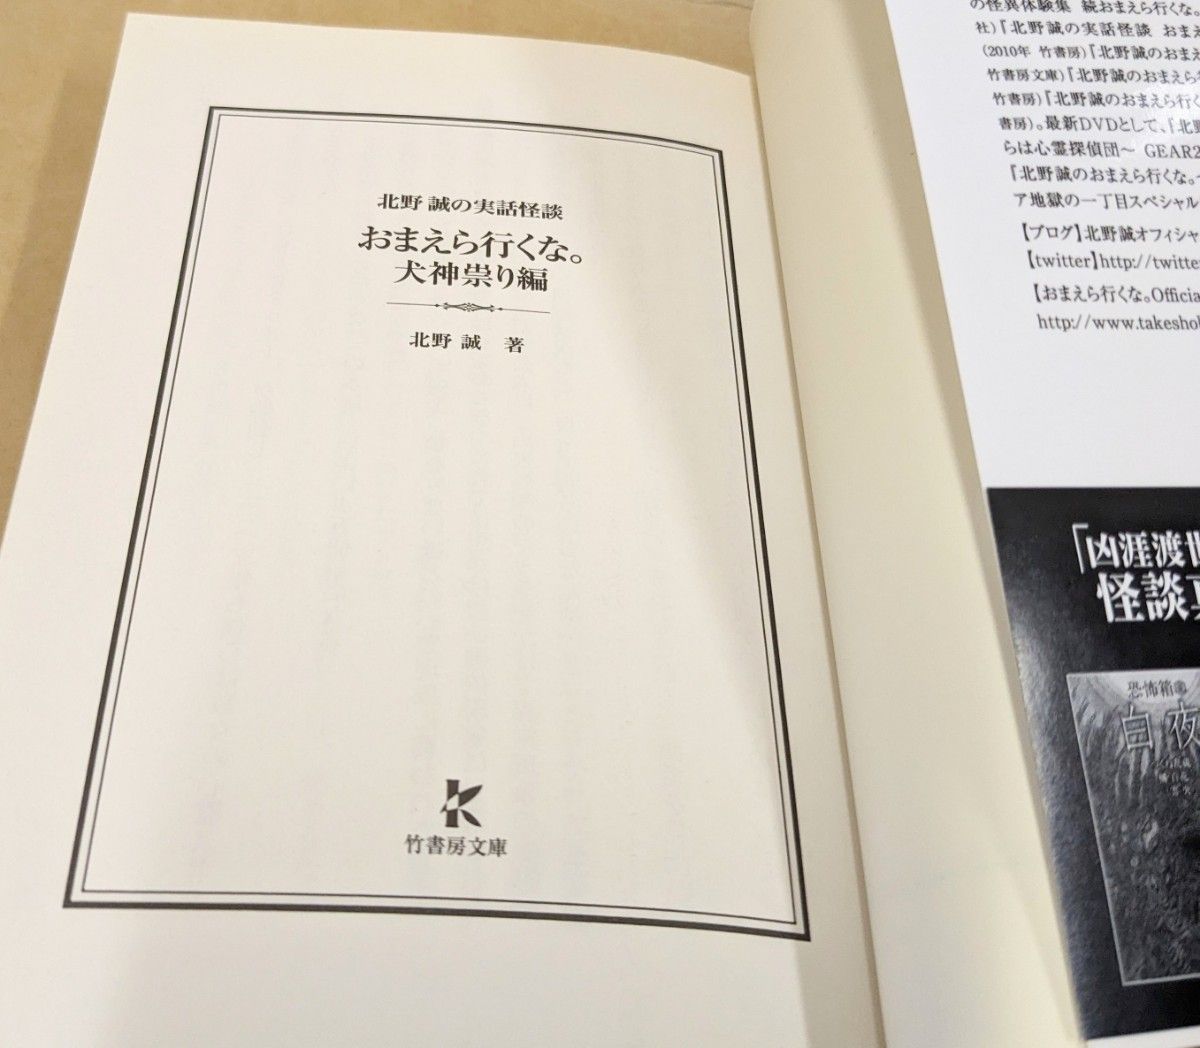 北野 誠の実話怪談
おまえら行くな。
犬神祟り編
北野 誠 著
竹書房文庫
の怪異体験集 続おまえら行くな。
社)『北野誠の実話怪談 おまえ
(2010年 竹書房)『北野誠のおまえ
竹書房文庫)『北野誠のおまえら行
竹書房)『北野誠のおまえら行く
書房)。最新DVDとして、『北野
らは心霊探偵団～ GEAR2
『北野誠のおまえら行くな。
ア地獄の一丁目スペシャル
【ブログ】北野誠オフィシャ
【twitter】http://twitter
【おまえら行くな。Officia
http://www.takesho
「凶涯渡世
怪談
恐怖箱
白夜